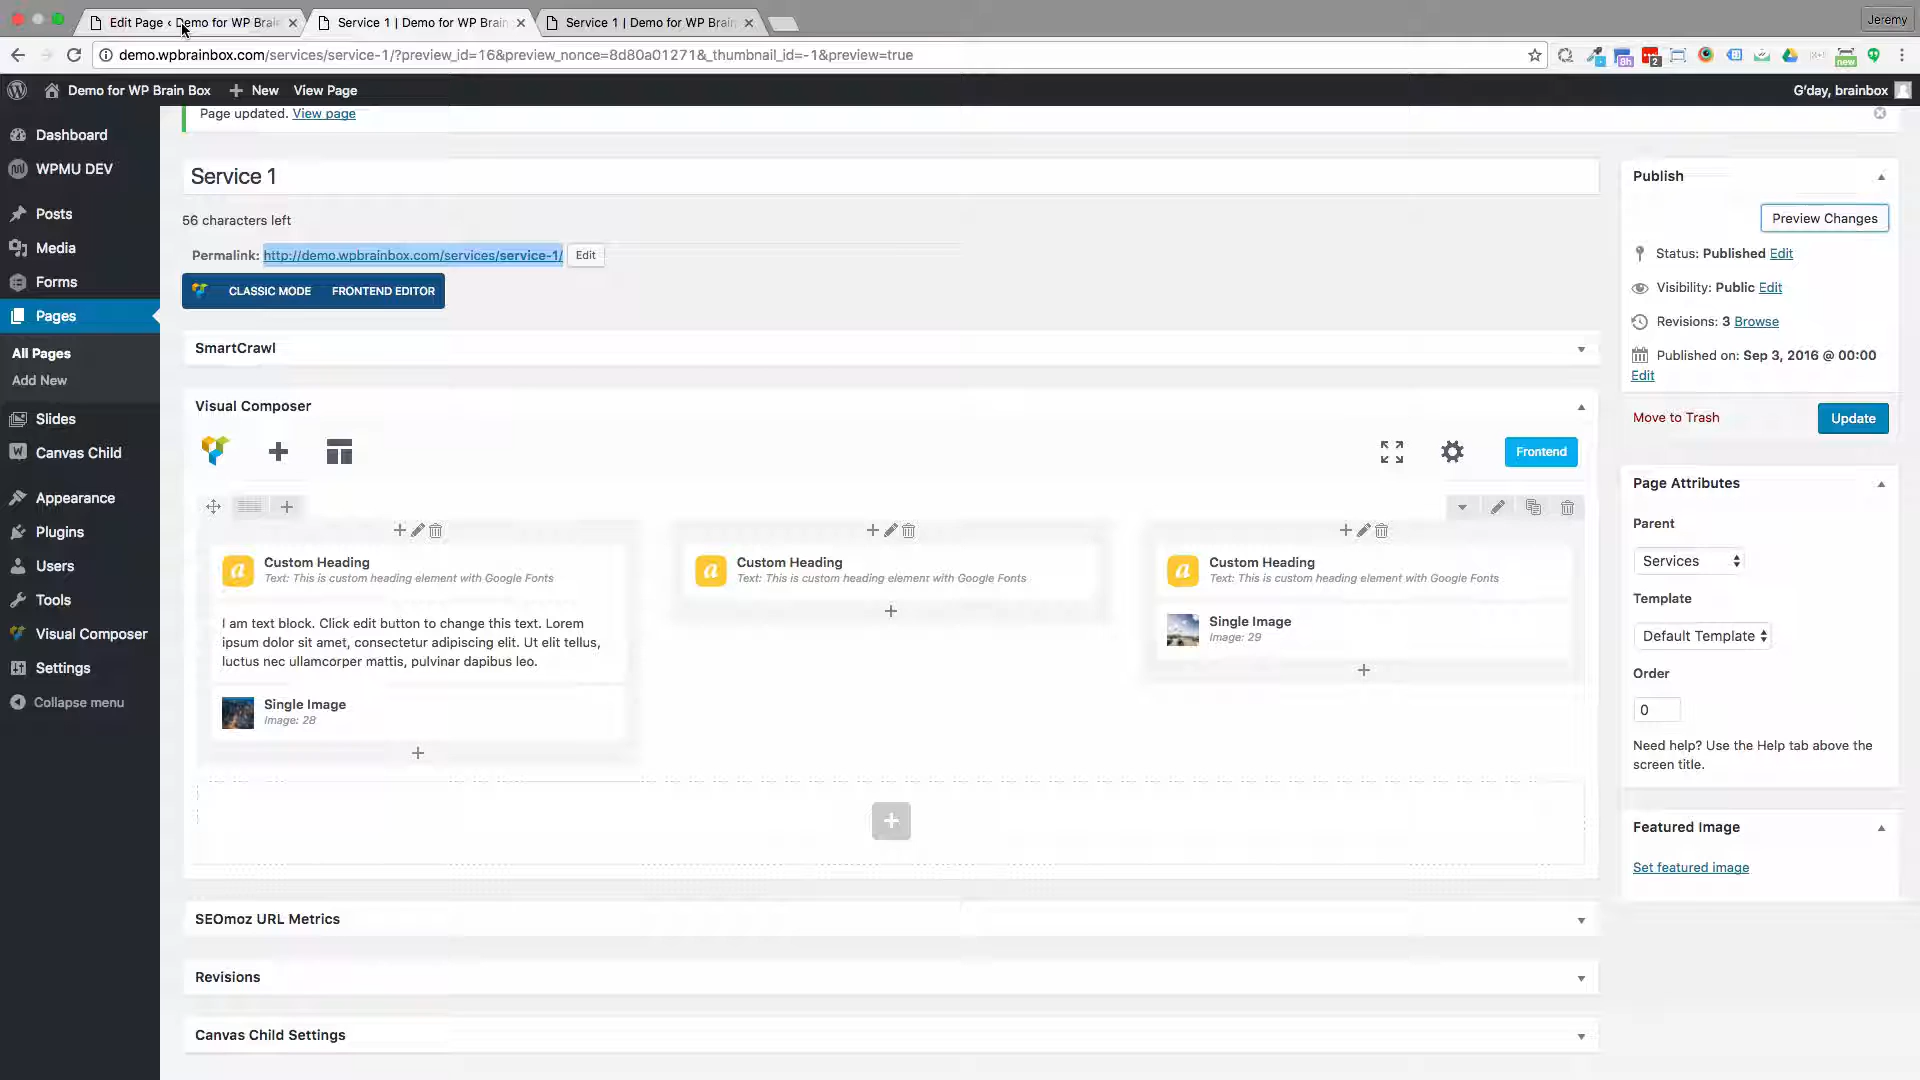 Edit Page ‹ Demo for WP Brain
Service 1 | Demo for WP Brain
Service 1 | Demo for WP Brain
Jeremy
demo.wpbrainbox.com/services/service-1/?preview_id=16&preview_nonce=8d80a01271&_thumbnail_id=-1&preview=true
8h
2
new
Demo for WP Brain Box
New
View Page
G'day, brainbox
Page updated. View page
Dashboard
WPMU DEV
Posts
Media
Forms
Pages
All Pages
Add New
Slides
Canvas Child
Appearance
Plugins
Users
Tools
Visual Composer
Settings
Collapse menu
Service 1
56 characters left
Permalink: http://demo.wpbrainbox.com/services/service-1/ Edit
CLASSIC MODE FRONTEND EDITOR
SmartCrawl
Visual Composer
Frontend
Custom Heading
Text: This is custom heading element with Google Fonts
I am text block. Click edit button to change this text. Lorem
ipsum dolor sit amet, consectetur adipiscing elit. Ut elit tellus,
luctus nec ullamcorper mattis, pulvinar dapibus leo.
Single Image
Image: 28
Custom Heading
Text: This is custom heading element with Google Fonts
Custom Heading
Text: This is custom heading element with Google Fonts
Single Image
Image: 29
SEOmoz URL Metrics
Revisions
Canvas Child Settings
Publish
Preview Changes
Status: Published Edit
Visibility: Public Edit
Revisions: 3 Browse
Published on: Sep 3, 2016 @ 00:00
Edit
Move to Trash
Update
Page Attributes
Parent
Services
Template
Default Template
Order
0
Need help? Use the Help tab above the
screen title.
Featured Image
Set featured image